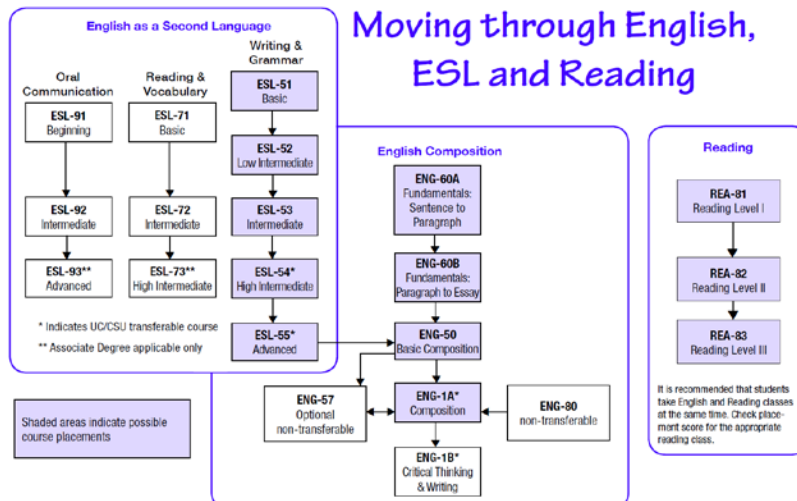 Moving through English,
ESL and Reading
English as a Second Language
Oral
Communication
ESL-91
Beginning
ESL-92
Intermediate
ESL-93**
Advanced
Reading &
Vocabulary
ESL-71
Basic
ESL-72
Intermediate
ESL-73**
High Intermediate
Writing &
Grammar
ESL-51
Basic
ESL-52
Low Intermediate
ESL-53
Intermediate
ESL-54*
High Intermediate
ESL-55*
Advanced
* Indicates UC/CSU transferable course
** Associate Degree applicable only
English Composition
ENG-60A
Fundamentals:
Sentence to
Paragraph
ENG-60B
Fundamentals:
Paragraph to Essay
ENG-50
Basic Composition
ENG-57
Optional
non-transferable
ENG-1A*
Composition
ENG-80
non-transferable
ENG-1B*
Critical Thinking
& Writing
Reading
REA-81
Reading Level I
REA-82
Reading Level II
REA-83
Reading Level III
It is recommended that students
take English and Reading classes
at the same time. Check place-
ment score for the appropriate
reading class.
Shaded areas indicate possible
course placements